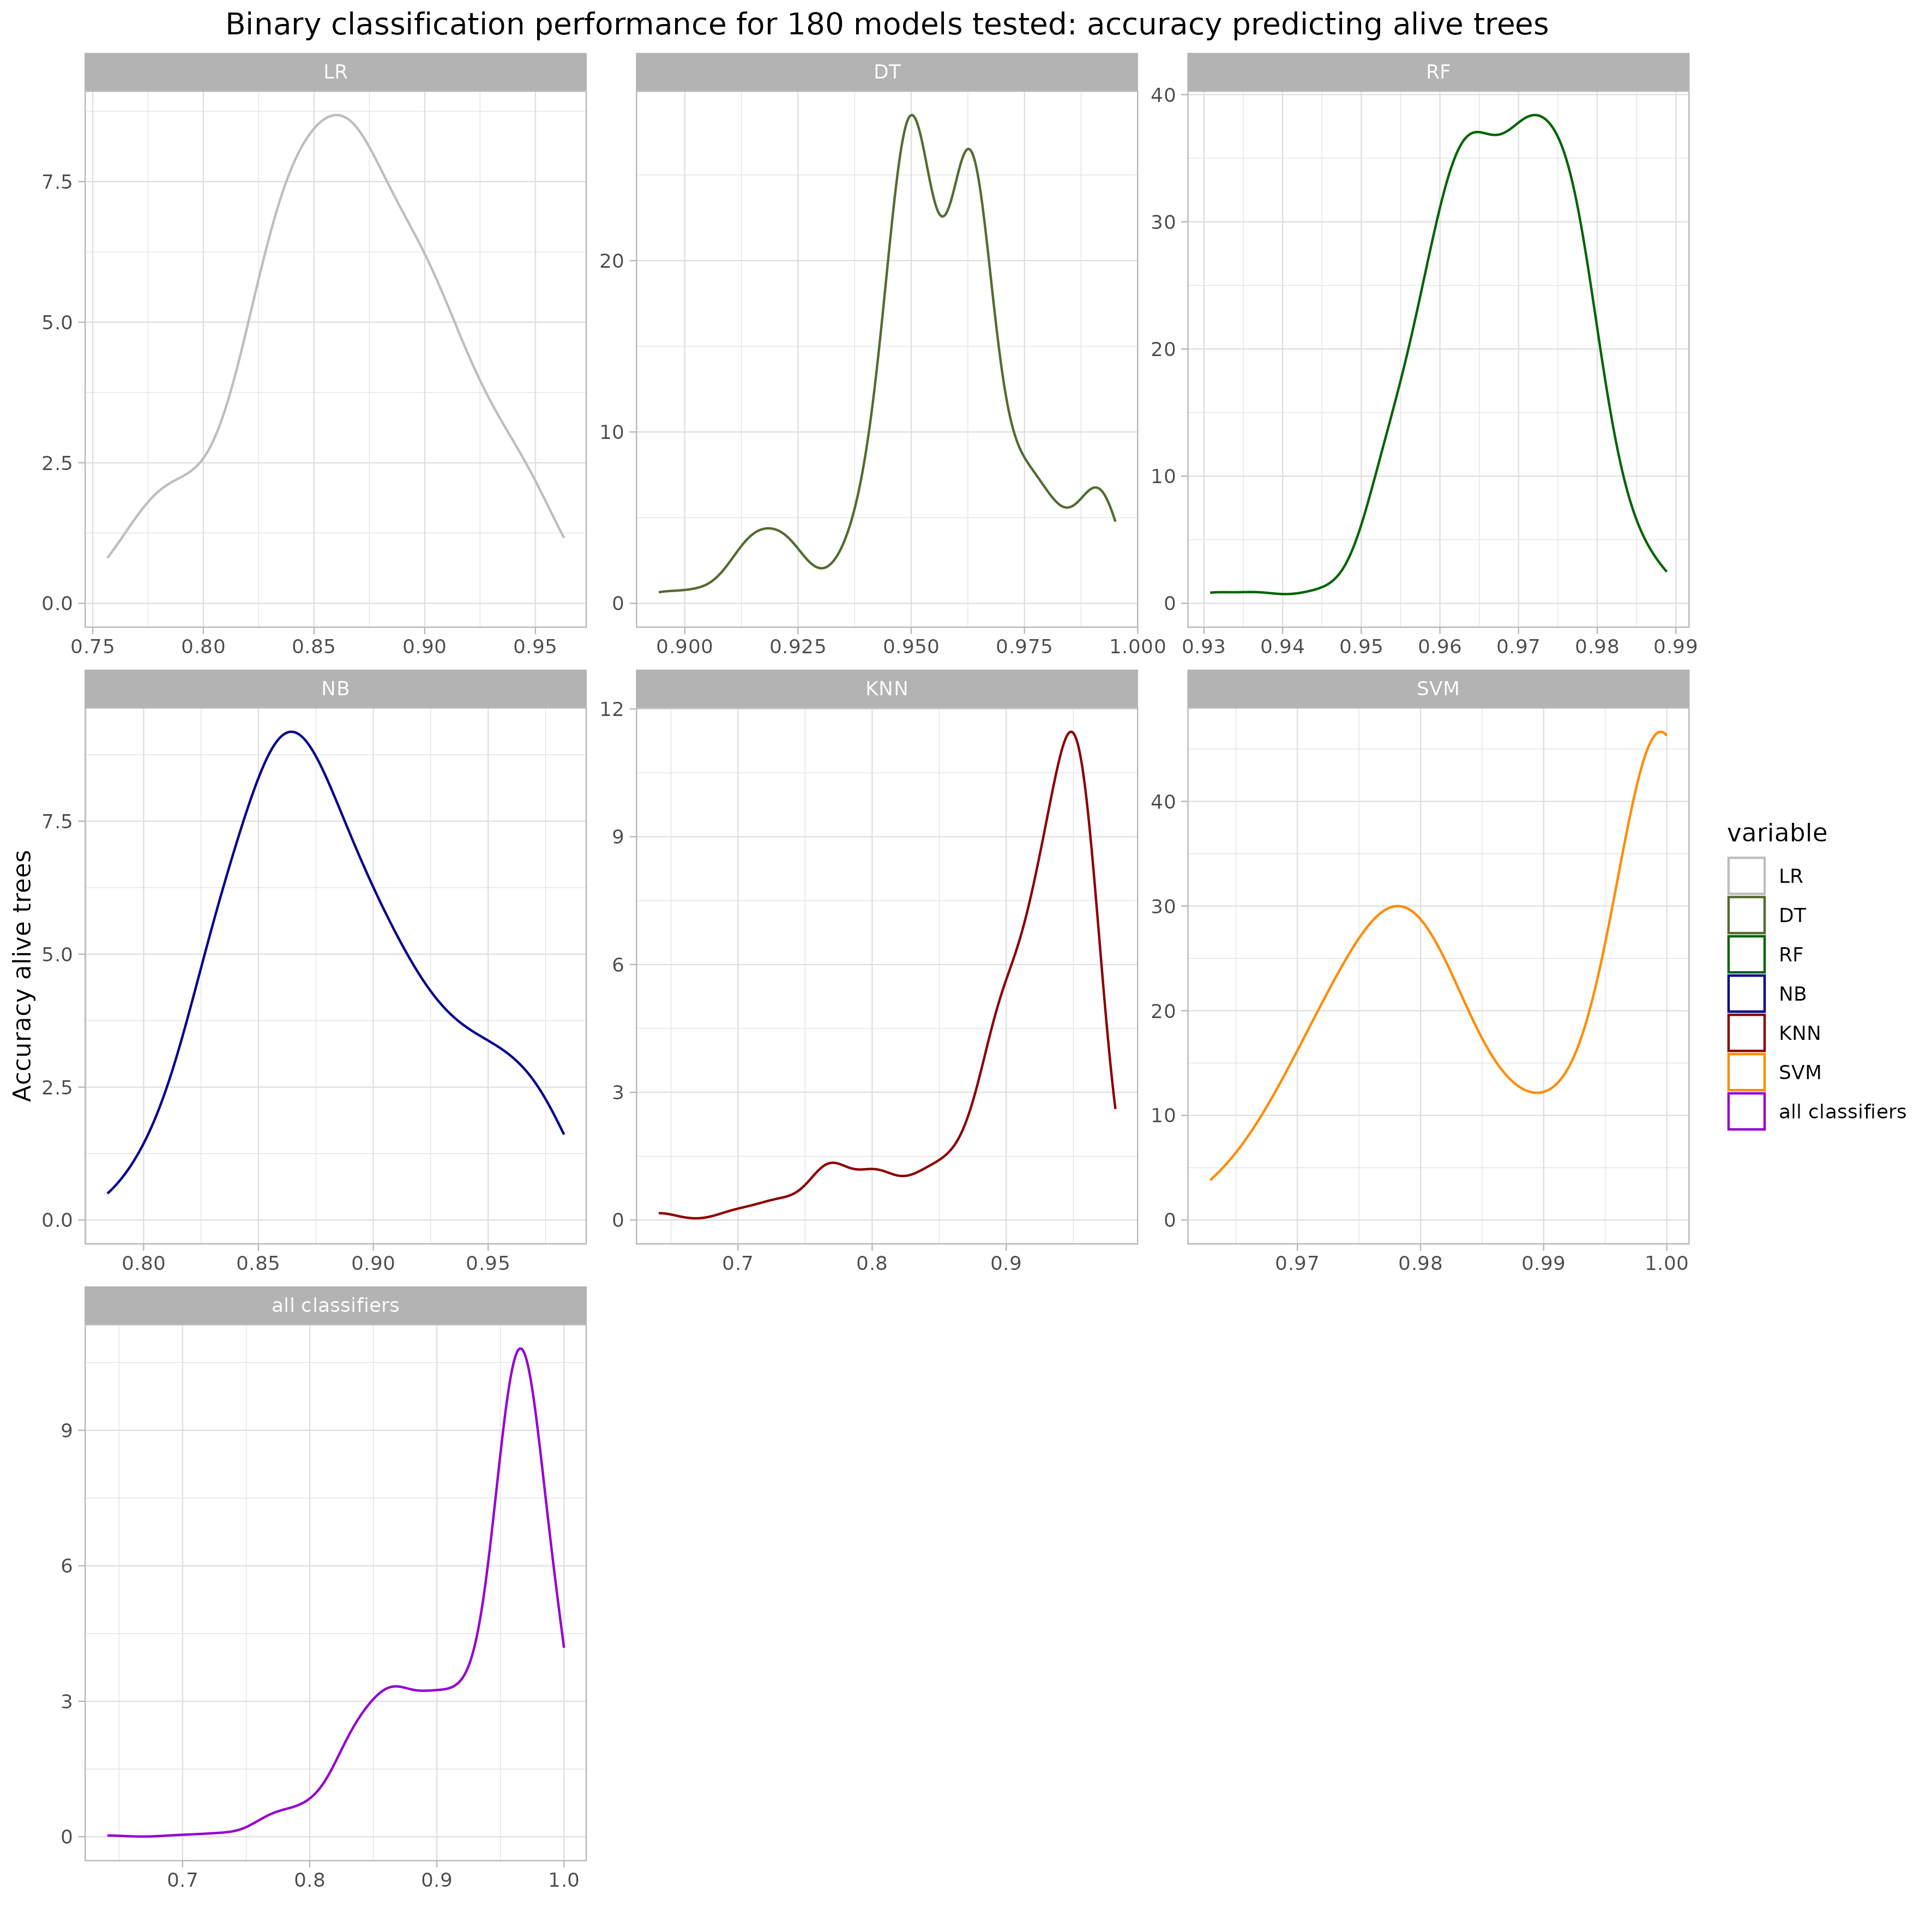 Binary classification performance for 180 models tested: accuracy predicting alive trees
LR
DT
RF
7.5
5.0
2.5
0.0
20
10
0
40
30
20
10
0
0.75 0.80 0.85 0.90 0.95
0.900 0.925 0.950 0.975 1.000
0.93 0.94 0.95 0.96 0.97 0.98 0.99
NB
KNN
SVM
Accuracy alive trees
7.5
5.0
2.5
0.0
12
9
6
3
0
40
30
20
10
0
0.80 0.85 0.90 0.95
0.7 0.8 0.9
0.97 0.98 0.99 1.00
all classifiers
9
6
3
0
0.7 0.8 0.9 1.0
variable
LR
DT
RF
NB
KNN
SVM
all classifiers